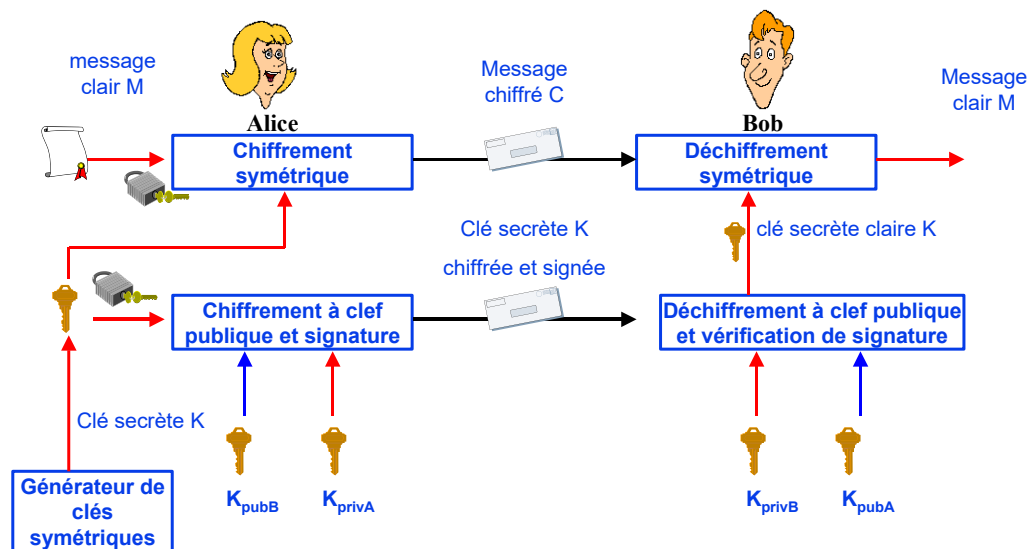 message
clair M
Message
chiffré C
Message
clair M
Alice
Bob
Chiffrement
symétrique
Déchiffrement
symétrique
Clé secrète K
chiffrée et signée
clé secrète claire K
Chiffrement à clef
publique et signature
Déchiffrement à clef publique
et vérification de signature
Clé secrète K
Générateur de
clés
symétriques
KpubB
KprivA
KprivB
KpubA